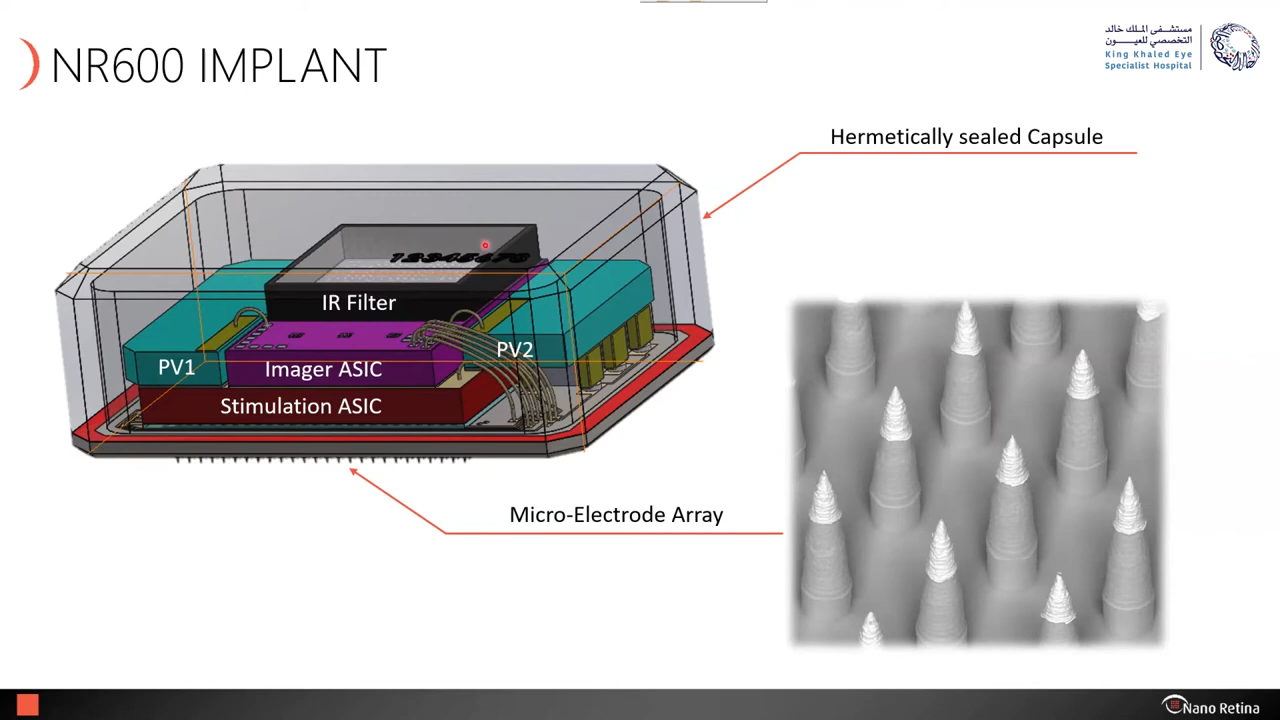 NR600 IMPLANT
مستشفى الملك خالد
التخصصي للعيون
King Khaled Eye
Specialist Hospital
Hermetically sealed Capsule
12345678
IR Filter
PV1
Imager ASIC
PV2
Stimulation ASIC
Micro-Electrode Array
Nano Retina